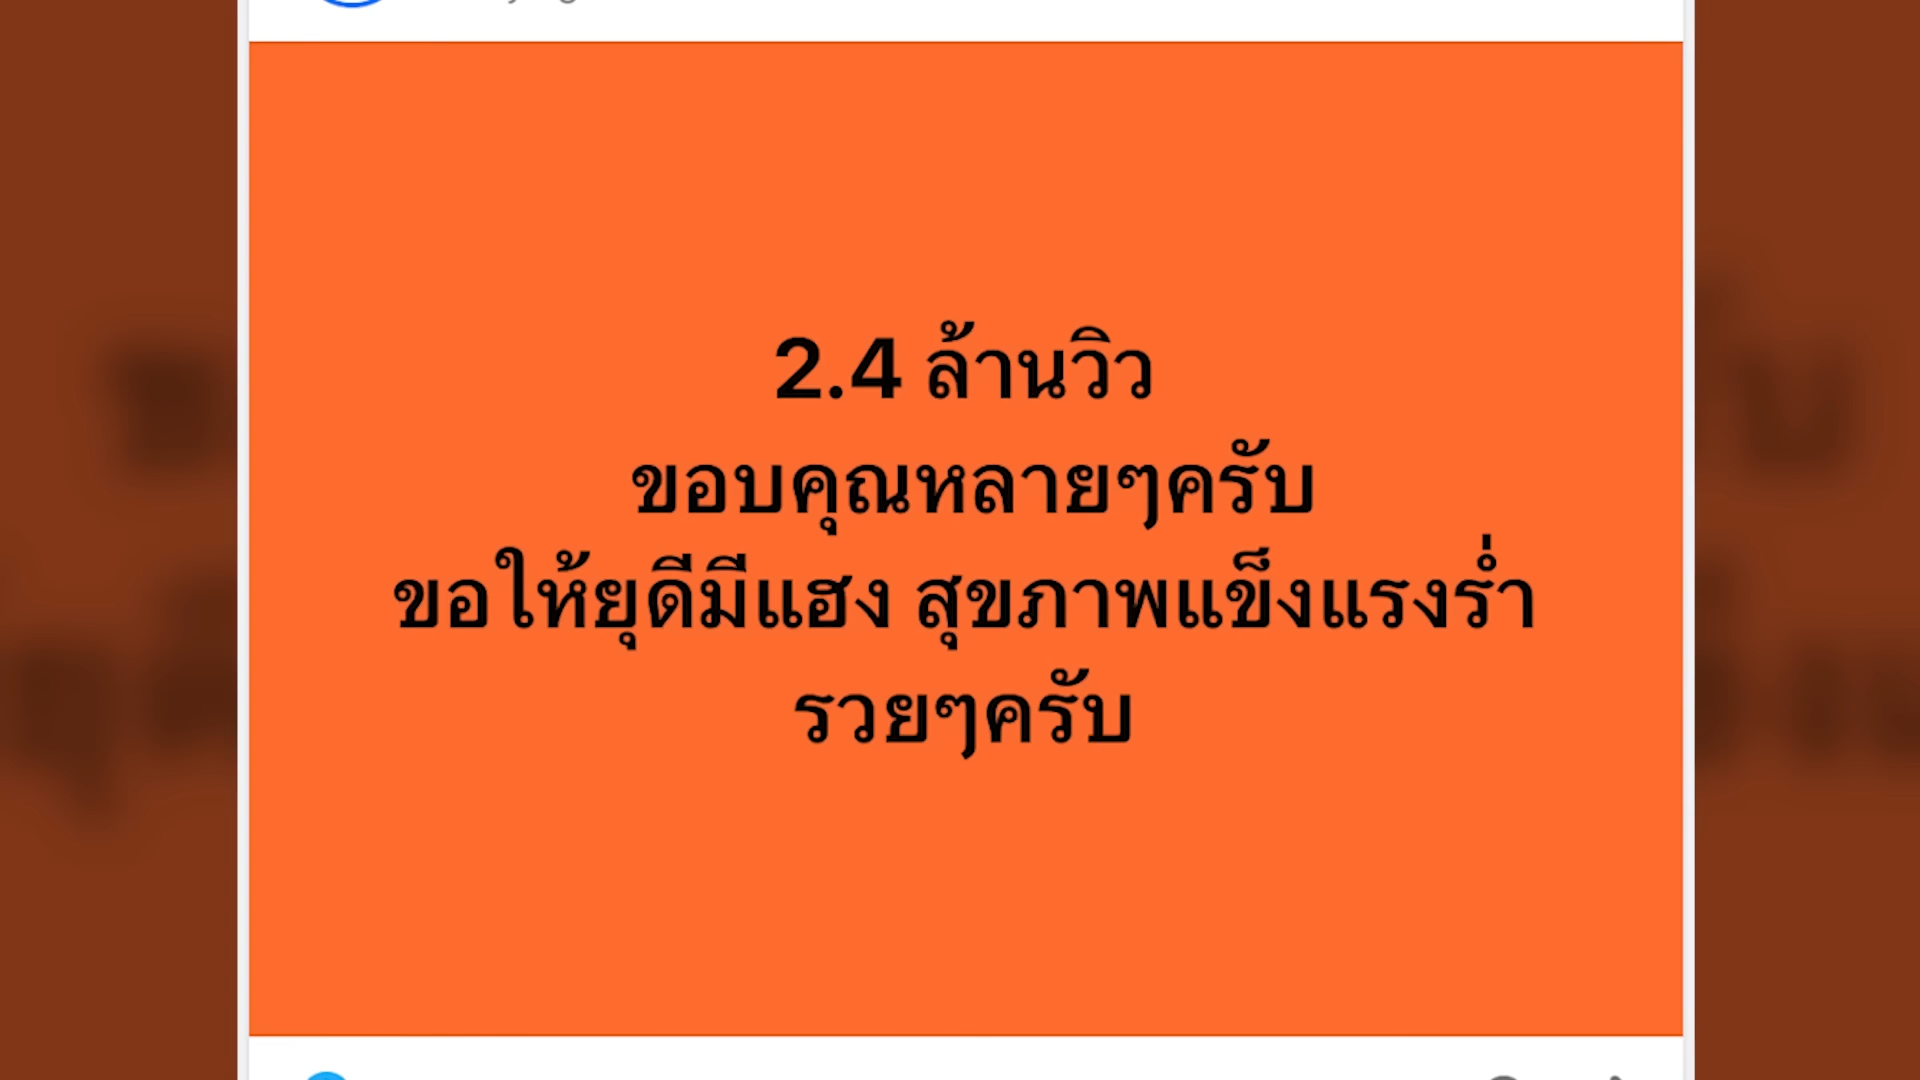 2.4 ล้านวิว
ขอบคุณหลายๆครับ
ขอให้ยุดีมีแฮง สุขภาพแข็งแรงร่ำ
รวยๆครับ